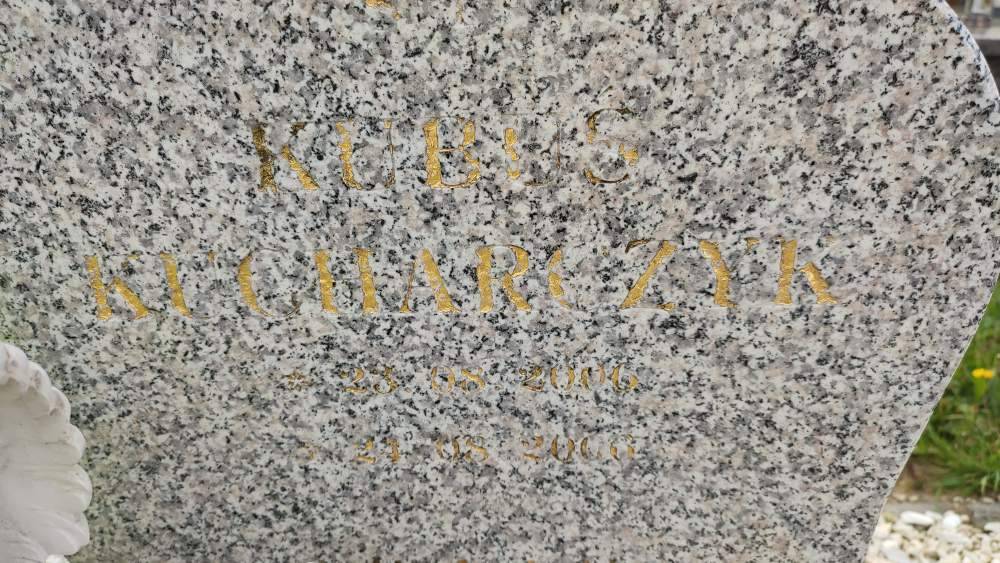 KUBUŚ
KUCHARCZYK
* 23 08 2006
24 08 2006